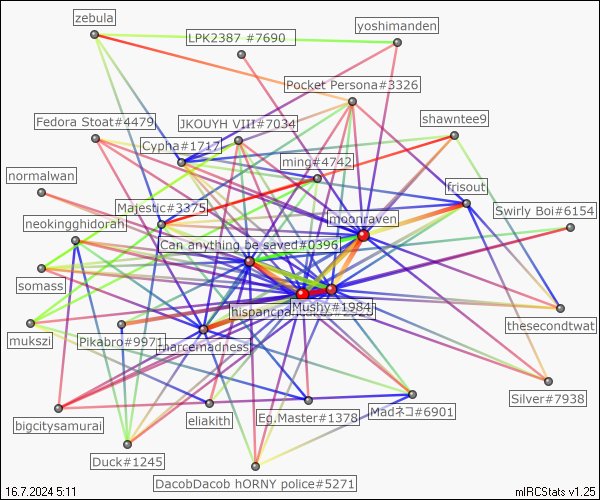 zebula
yoshimanden
LPK2387 #7690
Pocket Persona#3326
Fedora Stoat#4479
JKOUYH VIII#7034
shawntee9
Cypha#1717
ming#4742
normalwan
frisout
Majestic#3375
Swirly Boi#6154
neokingghidorah
moonraven
Can anything be saved#0396
somass
hispancpa
Mushy#1984
thesecondtwat
mukszi
Pikabro#9971
marcemadness
Silver#7938
bigcitysamurai
eliakith
Eg.Master#1378
Madネコ#6901
Duck#1245
DacobDacob hORNY police#5271
16.7.2024 5:11
mIRCStats v1.25